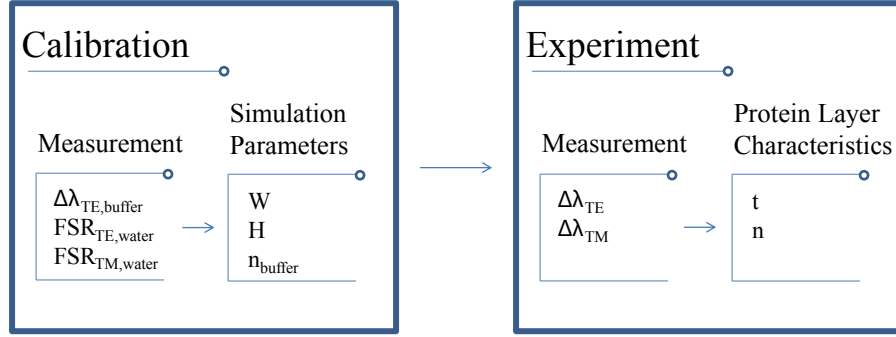 Calibration
Measurement
ΔλTE,buffer
FSRTE,water
FSRTM,water
Simulation
Parameters
W
H
nbuffer
Experiment
Measurement
ΔλTE
ΔλTM
Protein Layer
Characteristics
t
n